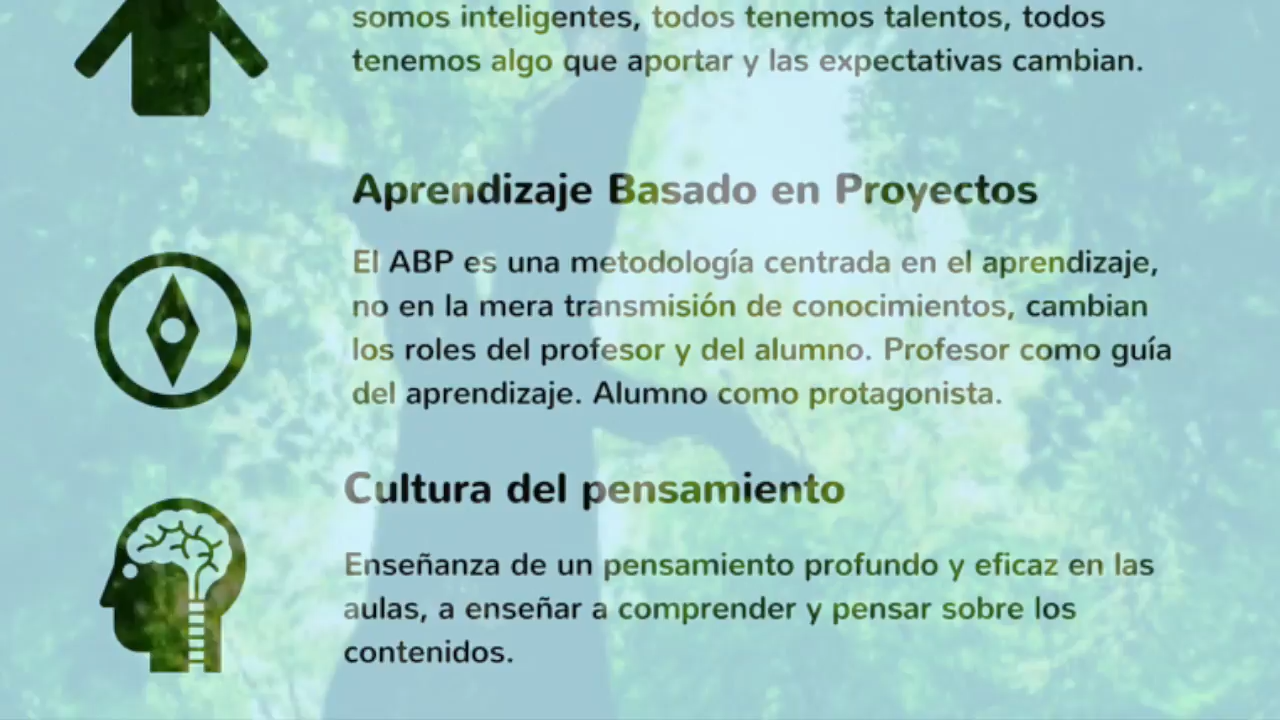 somos inteligentes, todos tenemos talentos, todos
tenemos algo que aportar y las expectativas cambian.
Aprendizaje Basado en Proyectos
El ABP es una metodología centrada en el aprendizaje,
no en la mera transmisión de conocimientos, cambian
los roles del profesor y del alumno. Profesor como guía
del aprendizaje. Alumno como protagonista.
Cultura del pensamiento
Enseñanza de un pensamiento profundo y eficaz en las
aulas, a enseñar a comprender y pensar sobre los
contenidos.